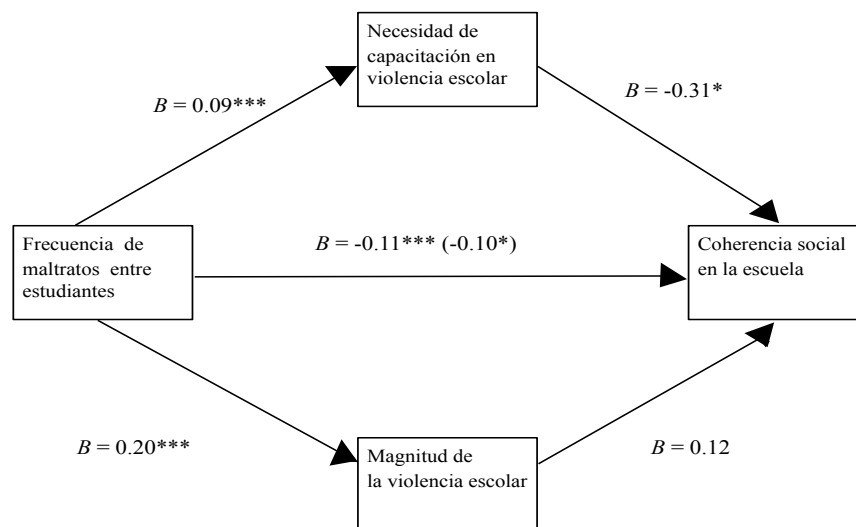 Necesidad de
capacitación en
violencia escolar
B = 0.09***
B = -0.31*
Frecuencia de
maltratos entre
estudiantes
B = -0.11*** (-0.10*)
Coherencia social
en la escuela
B = 0.20***
Magnitud de
la violencia escolar
B = 0.12